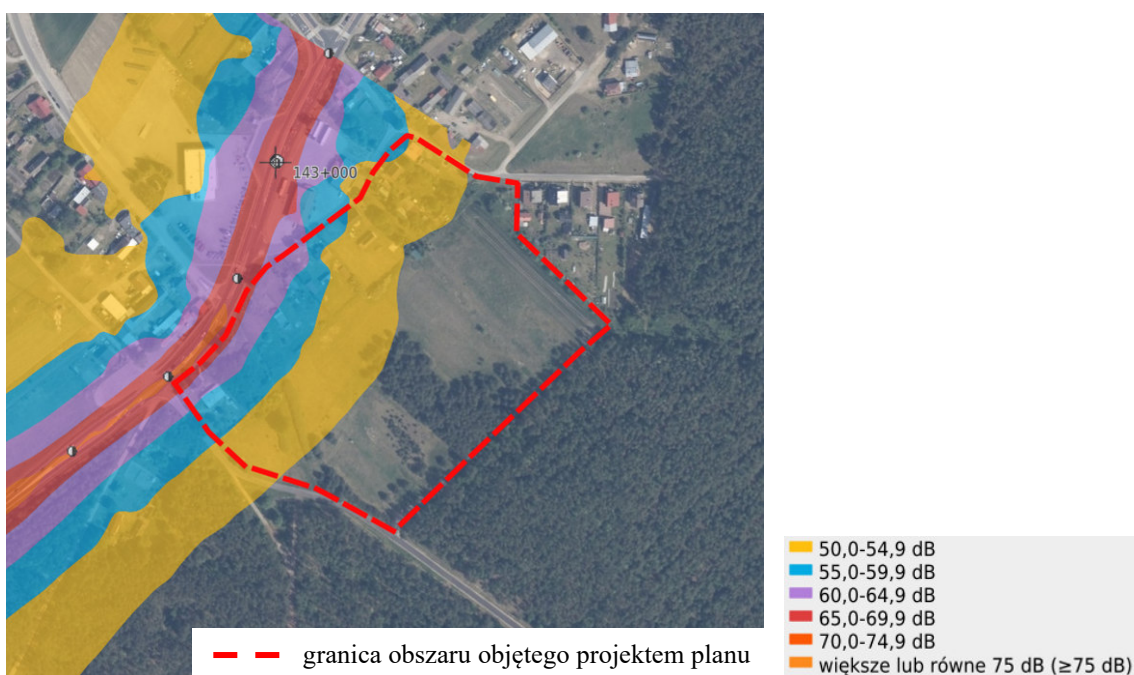 143+000
granica obszaru objętego projektem planu
50,0-54,9 dB
55,0-59,9 dB
60,0-64,9 dB
65,0-69,9 dB
70,0-74,9 dB
większe lub równe 75 dB (≥75 dB)